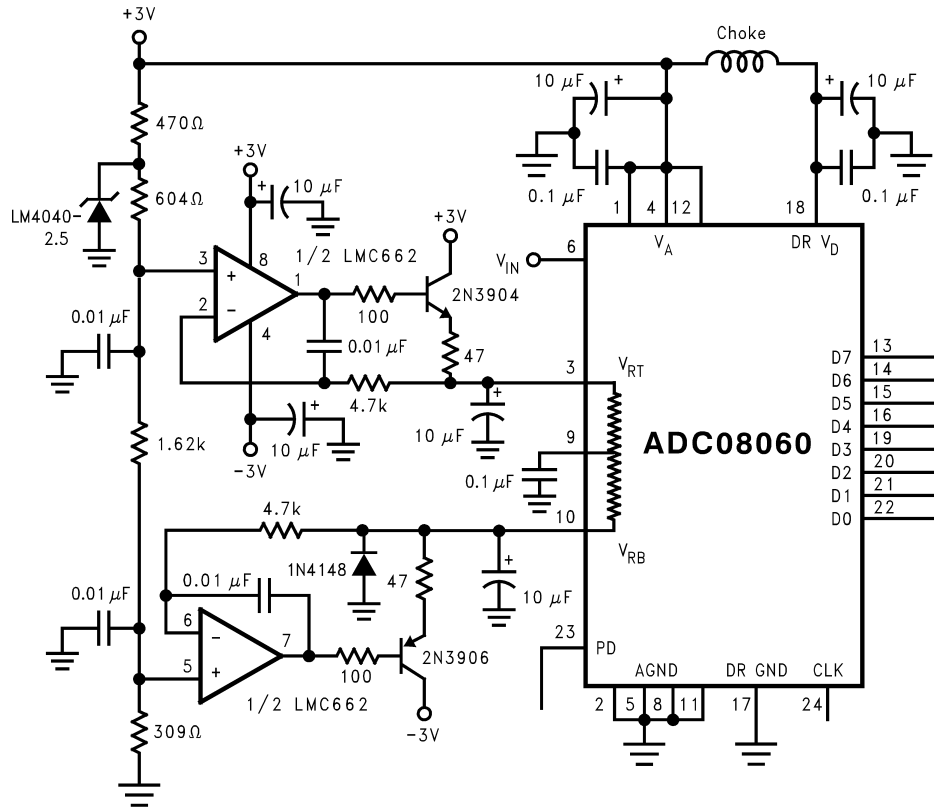 +3V
Choke
10 µF +
+ 10 µF
470Ω
+3V
0.1 µF
0.1 µF
604Ω
+ 10 µF
LM4040-
2.5
+3V
1 4 12
18
VA
DR VD
3
+
8
1/2 LMC662
VIN
6
1
2N3904
2
−
100
4
0.01 µF
0.01 µF
47
13
D7
3
VRT
14
D6
4.7k
15
D5
+
16
D4
+
10 µF
9
ADC08060
19
D3
1.62k
10 µF
-3V
20
D2
0.1 µF
21
D1
4.7k
10
22
D0
VRB
1N4148
+
0.01 µF
47
0.01 µF
10 µF
6
−
7
23
PD
5
+
100
2N3906
AGND
DR GND
CLK
1/2 LMC662
2 5 8 11
17
24
309Ω
-3V